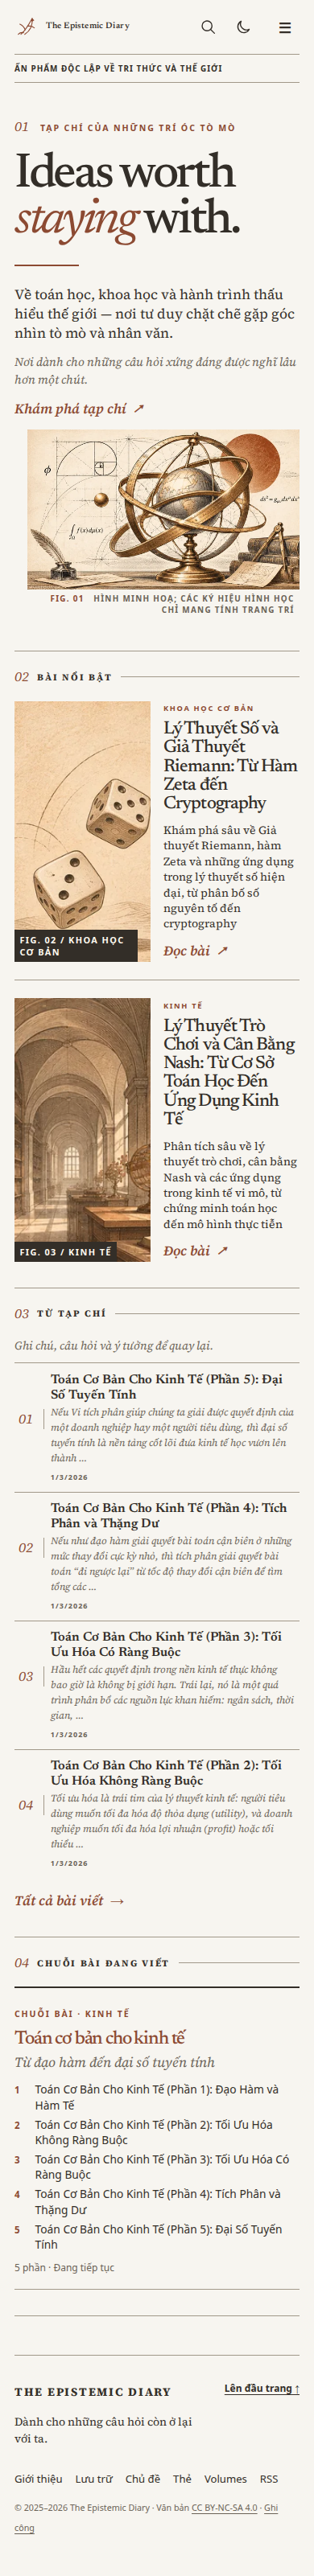 The Epistemic Diary
ẤN PHẨM ĐỘC LẬP VỀ TRI THỨC VÀ THẾ GIỚI
01 TẠP CHÍ CỦA NHỮNG TRÍ ÓC TÒ MÒ
Ideas worth
staying with.
Về toán học, khoa học và hành trình thấu
hiểu thế giới — nơi tư duy chặt chẽ gặp góc
nhìn tò mò và nhân văn.
Nơi dành cho những câu hỏi xứng đáng được nghĩ lâu
hơn một chút.
Khám phá tạp chí ↗
FIG. 01 HÌNH MINH HOẠ; CÁC KÝ HIỆU HÌNH HỌC
CHỈ MANG TÍNH TRANG TRÍ
02 BÀI NỔI BẬT
FIG. 02 / KHOA HỌC
CƠ BẢN
KHOA HỌC CƠ BẢN
Lý Thuyết Số và
Giả Thuyết
Riemann: Từ Hàm
Zeta đến
Cryptography
Khám phá sâu về Giả
thuyết Riemann, hàm
Zeta và những ứng dụng
trong lý thuyết số hiện
đại, từ phân bố số
nguyên tố đến
cryptography
Đọc bài ↗
FIG. 03 / KINH TẾ
KINH TẾ
Lý Thuyết Trò
Chơi và Cân Bằng
Nash: Từ Cơ Sở
Toán Học Đến
Ứng Dụng Kinh
Tế
Phân tích sâu về lý
thuyết trò chơi, cân bằng
Nash và các ứng dụng
trong kinh tế vi mô, từ
chứng minh toán học
đến mô hình thực tiễn
Đọc bài ↗
03 TỪ TẠP CHÍ
Ghi chú, câu hỏi và ý tưởng để quay lại.
01
Toán Cơ Bản Cho Kinh Tế (Phần 5): Đại
Số Tuyến Tính
Nếu Vi tích phân giúp chúng ta giải được quyết định của
một doanh nghiệp hay một người tiêu dùng, thì đại số
tuyến tính là nền tảng cốt lõi đưa kinh tế học vươn lên
thành ...
1/3/2026
02
Toán Cơ Bản Cho Kinh Tế (Phần 4): Tích
Phân và Thặng Dư
Nếu như đạo hàm giải quyết bài toán cận biên ở những
mức thay đổi cực kỳ nhỏ, thì tích phân giải quyết bài
toán “đi ngược lại” từ tốc độ thay đổi cận biên để tìm
tổng các ...
1/3/2026
03
Toán Cơ Bản Cho Kinh Tế (Phần 3): Tối
Ưu Hóa Có Ràng Buộc
Hầu hết các quyết định trong nền kinh tế thực không
bao giờ là không bị giới hạn. Trái lại, nó là một quá
trình phân bổ các nguồn lực khan hiếm: ngân sách, thời
gian, ...
1/3/2026
04
Toán Cơ Bản Cho Kinh Tế (Phần 2): Tối
Ưu Hóa Không Ràng Buộc
Tối ưu hóa là trái tim của lý thuyết kinh tế: người tiêu
dùng muốn tối đa hóa độ thỏa dụng (utility), và doanh
nghiệp muốn tối đa hóa lợi nhuận (profit) hoặc tối
thiểu ...
1/3/2026
Tất cả bài viết →
04 CHUỖI BÀI ĐANG VIẾT
CHUỖI BÀI · KINH TẾ
Toán cơ bản cho kinh tế
Từ đạo hàm đến đại số tuyến tính
1 Toán Cơ Bản Cho Kinh Tế (Phần 1): Đạo Hàm và
Hàm Tế
2 Toán Cơ Bản Cho Kinh Tế (Phần 2): Tối Ưu Hóa
Không Ràng Buộc
3 Toán Cơ Bản Cho Kinh Tế (Phần 3): Tối Ưu Hóa Có
Ràng Buộc
4 Toán Cơ Bản Cho Kinh Tế (Phần 4): Tích Phân và
Thặng Dư
5 Toán Cơ Bản Cho Kinh Tế (Phần 5): Đại Số Tuyến
Tính
5 phần · Đang tiếp tục
THE EPISTEMIC DIARY
Lên đầu trang ↑
Dành cho những câu hỏi còn ở lại
với ta.
Giới thiệu Lưu trữ Chủ đề Thẻ Volumes RSS
© 2025–2026 The Epistemic Diary · Văn bản CC BY-NC-SA 4.0 · Ghi
công